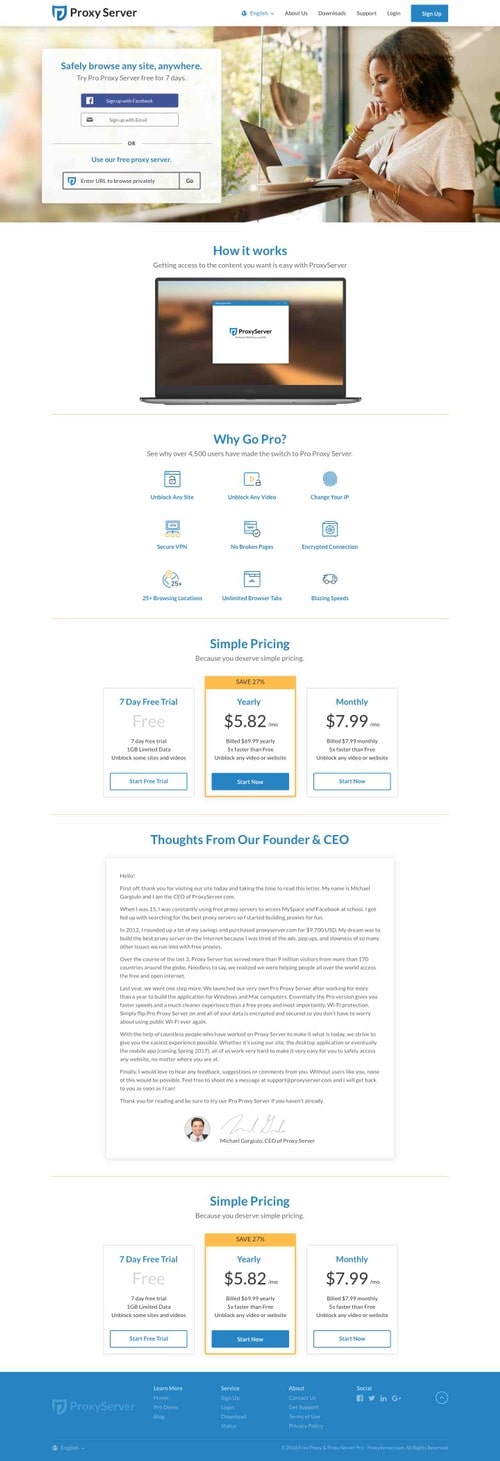 Proxy Server
English
About Us
Downloads
Support
Login
Sign Up
Safely browse any site, anywhere.
Try Pro Proxy Server free for 7 days.
Sign up with Facebook
Sign up with Email
OR
Use our free proxy server.
Enter URL to browse privately
Go
How it works
Getting access to the content you want is easy with ProxyServer
ProxyServer
Why Go Pro?
See why over 4,500 users have made the switch to Pro Proxy Server.
Unblock Any Site
Unblock Any Video
Change Your IP
Secure VPN
No Broken Pages
Encrypted Connection
25+
25+ Browsing Locations
Unlimited Browser Tabs
Blazing Speeds
Simple Pricing
Because you deserve simple pricing.
7 Day Free Trial
Free
7 day free trial
1GB Limited Data
Unblock some sites and videos
Start Free Trial
SAVE 27%
Yearly
$5.82 /mo
Billed $69.99 yearly
5x faster than Free
Unblock any video or website
Start Now
Monthly
$7.99 /mo
Billed $7.99 monthly
5x faster than Free
Unblock any video or website
Start Now
Thoughts From Our Founder & CEO
Hello!
First off, thank you for visiting our site today and taking the time to read this letter. My name is Michael
Gargiulo and I am the CEO of ProxyServer.com.
When I was 15, I was constantly using free proxy servers to access MySpace and Facebook at school. I got
fed up with searching for the best proxy servers so I started building proxies for fun.
In 2012, I rounded up a lot of my savings and purchased proxyserver.com for $9,700 USD. My dream was to
build the best proxy server on the Internet because I was tired of the ads, pop ups, and slowness of so many
other issues we run into with free proxies.
Over the course of the last 3, Proxy Server has served more than 9 million visitors from more than 170
countries around the globe. Needless to say, we realized we were helping people all over the world access
the free and open internet.
Last year, we went one step more. We launched our very own Pro Proxy Server after working for more
than a year to build the application for Windows and Mac computers. Essentially the Pro version gives you
faster speeds and a much cleaner experience than a free proxy and most importantly, Wi-Fi protection.
Simply flip Pro Proxy Server on and all of your data is encrypted and secured so you don't have to worry
about using public Wi-Fi ever again.
With the help of countless people who have worked on Proxy Server to make it what is today, we strive to
give you the easiest experience possible. Whether it's using our site, the desktop application or eventually
the mobile app (coming Spring 2017), all of us work very hard to make it very easy for you to safely access
any website, no matter where you are at.
Finally, I would love to hear any feedback, suggestions or comments from you. Without users like you, none
of this would be possible. Feel free to shoot me a message at support@proxyserver.com and I will get back
to you as soon as I can!
Thank you for reading and be sure to try our Pro Proxy Server if you haven't already.
Michael Gargiulo, CEO of Proxy Server
Simple Pricing
Because you deserve simple pricing.
7 Day Free Trial
Free
7 day free trial
1GB Limited Data
Unblock some sites and videos
Start Free Trial
SAVE 27%
Yearly
$5.82 /mo
Billed $69.99 yearly
5x faster than Free
Unblock any video or website
Start Now
Monthly
$7.99 /mo
Billed $7.99 monthly
5x faster than Free
Unblock any video or website
Start Now
ProxyServer
Learn More
Home
Pro Demo
Blog
Service
Sign Up
Login
Download
Status
About
Contact Us
Get Support
Terms of Use
Privacy Policy
Social
English
© 2016 Free Proxy & Proxy Server Pro - ProxyServer.com. All Rights Reserved.